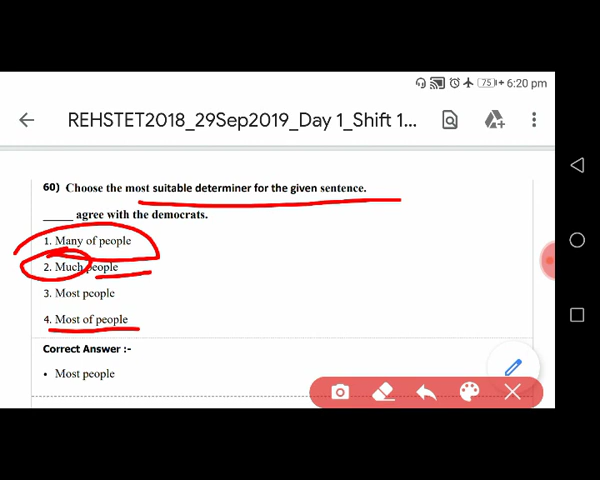 75 6:20 pm
REHSTET2018_29Sep2019_Day 1_Shift 1...
60) Choose the most suitable determiner for the given sentence.
_____ agree with the democrats.
1. Many of people
2. Much people
3. Most people
4. Most of people
Correct Answer :-
• Most people